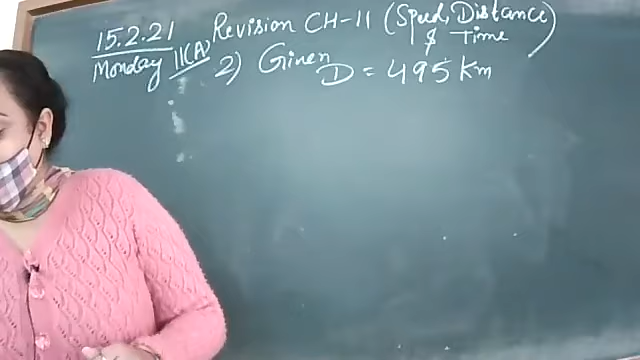 15.2.21 Revision CH-11 (Speed, Distance
& Time)
Monday 11(A) 2) Given
D = 495 Km